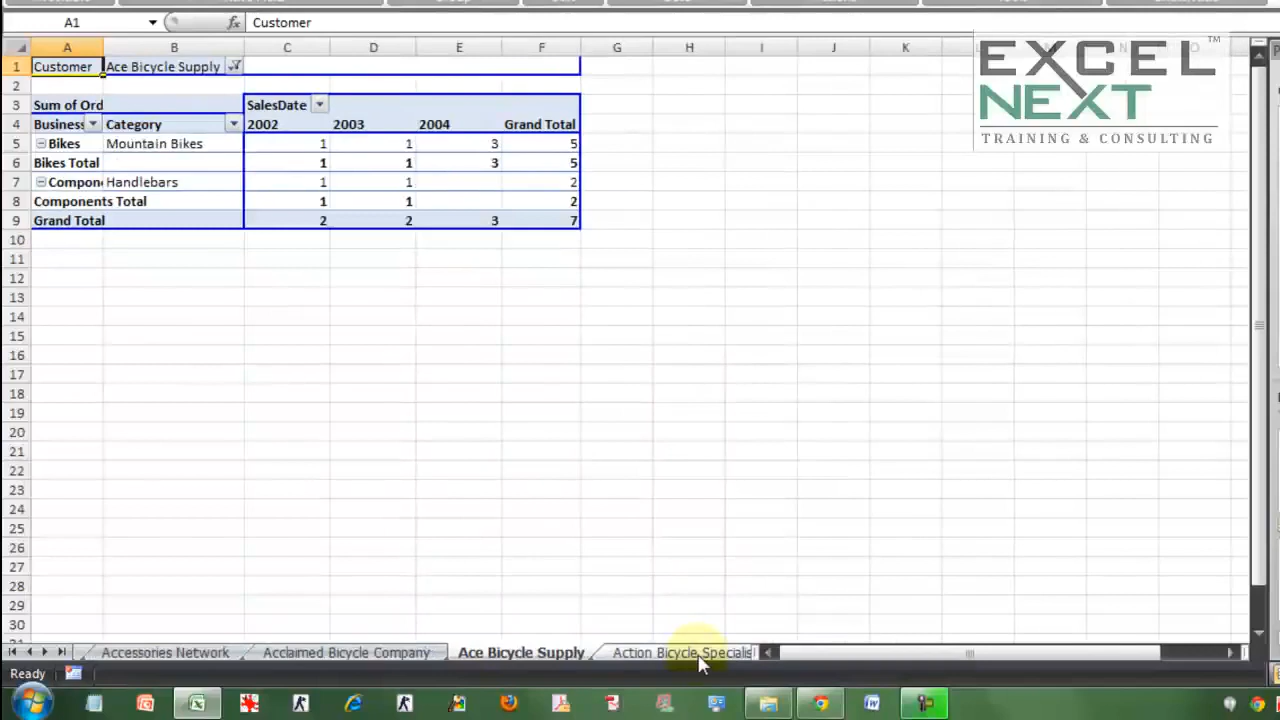 A1 fx Customer
A B C D E F G H I J K
1 Customer Ace Bicycle Supply
2
3 Sum of Ord SalesDate
4 Business Category 2002 2003 2004 Grand Total
5 Bikes Mountain Bikes 1 1 3 5
6 Bikes Total 1 1 3 5
7 Compone Handlebars 1 1 2
8 Components Total 1 1 2
9 Grand Total 2 2 3 7
10
11
12
13
14
15
16
17
18
19
20
21
22
23
24
25
26
27
28
29
30
EXCEL
NEXT
TM
TRAINING & CONSULTING
Accessories Network Acclaimed Bicycle Company Ace Bicycle Supply Action Bicycle Specialis
Ready